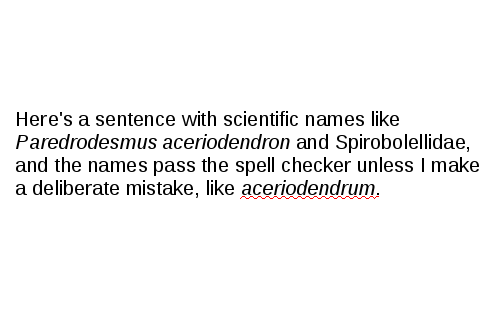 Here's a sentence with scientific names like
Paredrodesmus aceriodendron and Spirobolellidae,
and the names pass the spell checker unless I make
a deliberate mistake, like aceriodendrum.